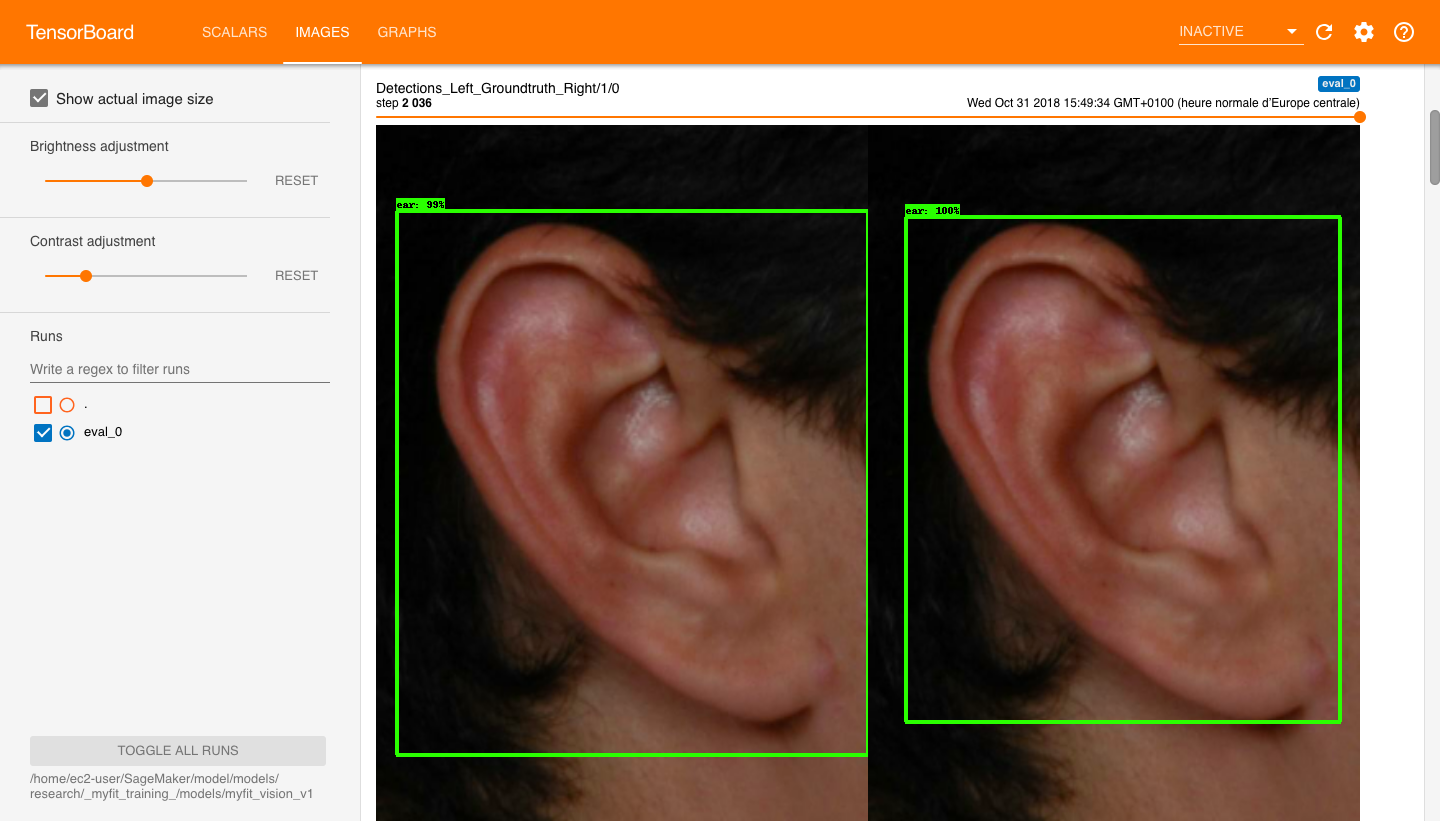 TensorBoard SCALARS IMAGES GRAPHS INACTIVE
Show actual image size
Brightness adjustment
RESET
Contrast adjustment
RESET
Runs
Write a regex to filter runs
.
eval_0
TOGGLE ALL RUNS
/home/ec2-user/SageMaker/model/models/
research/_myfit_training_/models/myfit_vision_v1
Detections_Left_Groundtruth_Right/1/0
eval_0
step 2 036
Wed Oct 31 2018 15:49:34 GMT+0100 (heure normale d’Europe centrale)
ear: 99%
ear: 100%